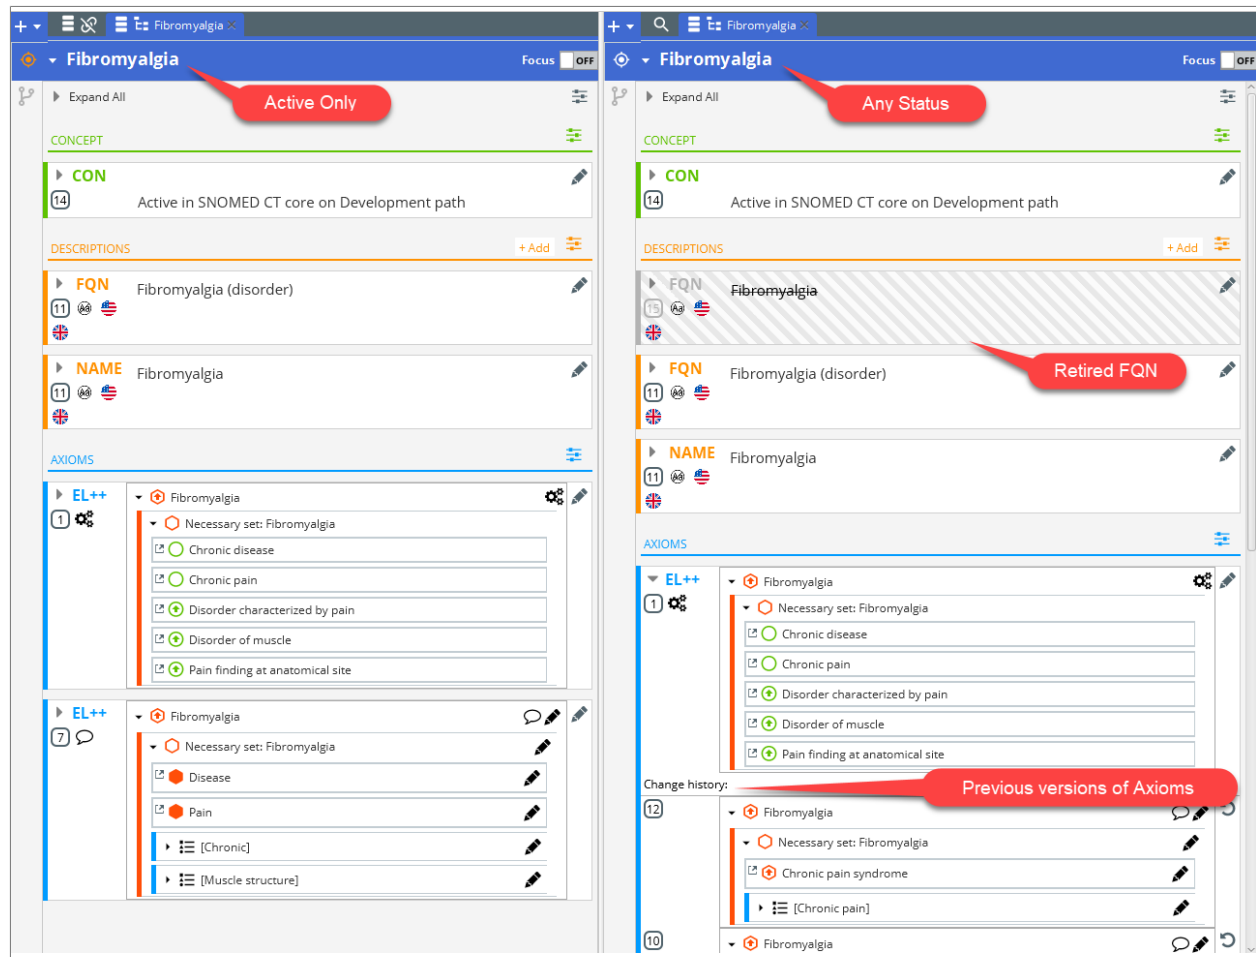 Fibromyalgia
Fibromyalgia
Focus OFF
Active Only
Expand All
CONCEPT
CON
14
Active in SNOMED CT core on Development path
DESCRIPTIONS
+ Add
FQN
Fibromyalgia (disorder)
11
Aa
NAME
Fibromyalgia
11
Aa
AXIOMS
EL++
1
Fibromyalgia
Necessary set: Fibromyalgia
Chronic disease
Chronic pain
Disorder characterized by pain
Disorder of muscle
Pain finding at anatomical site
EL++
7
Fibromyalgia
Necessary set: Fibromyalgia
Disease
Pain
[Chronic]
[Muscle structure]
Fibromyalgia
Fibromyalgia
Focus OFF
Any Status
Expand All
CONCEPT
CON
14
Active in SNOMED CT core on Development path
DESCRIPTIONS
+ Add
FQN
Fibromyalgia
15
Aa
Retired FQN
FQN
Fibromyalgia (disorder)
11
Aa
NAME
Fibromyalgia
11
Aa
AXIOMS
EL++
1
Fibromyalgia
Necessary set: Fibromyalgia
Chronic disease
Chronic pain
Disorder characterized by pain
Disorder of muscle
Pain finding at anatomical site
Change history:
Previous versions of Axioms
12
Fibromyalgia
Necessary set: Fibromyalgia
Chronic pain syndrome
[Chronic pain]
10
Fibromyalgia